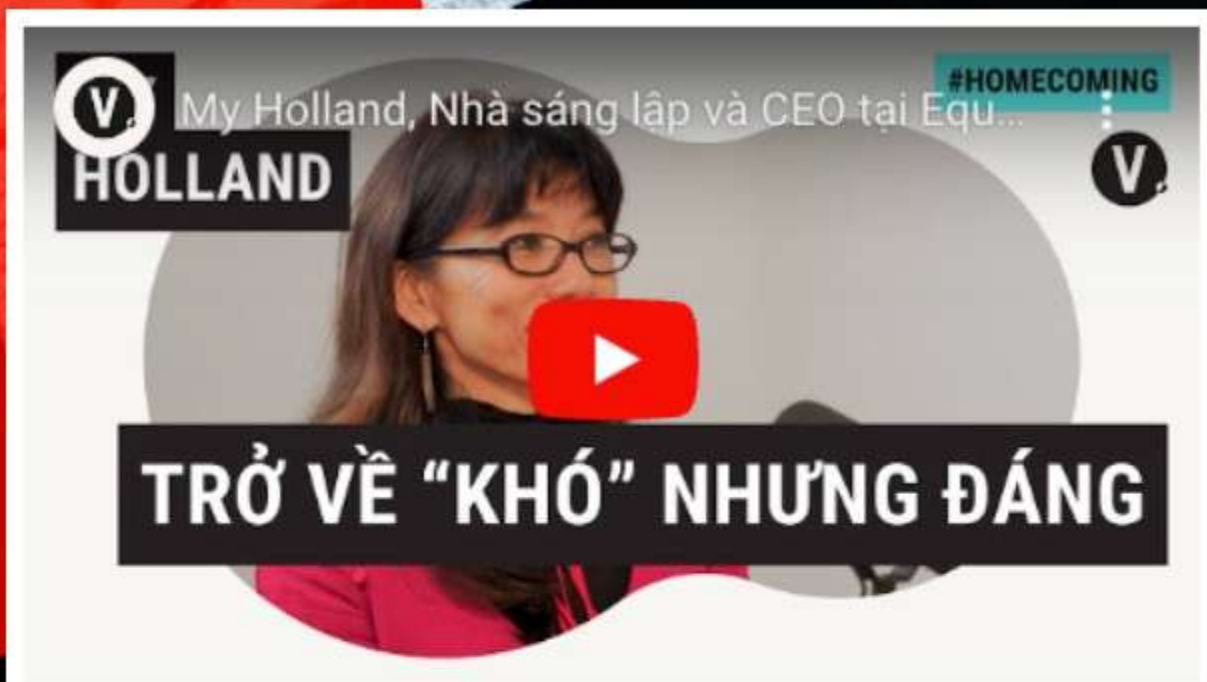 My Holland, Nhà sáng lập và CEO tại Equ...
#HOMECOMING
HOLLAND
V.
V.
TRỞ VỀ “KHÓ” NHƯNG ĐÁNG